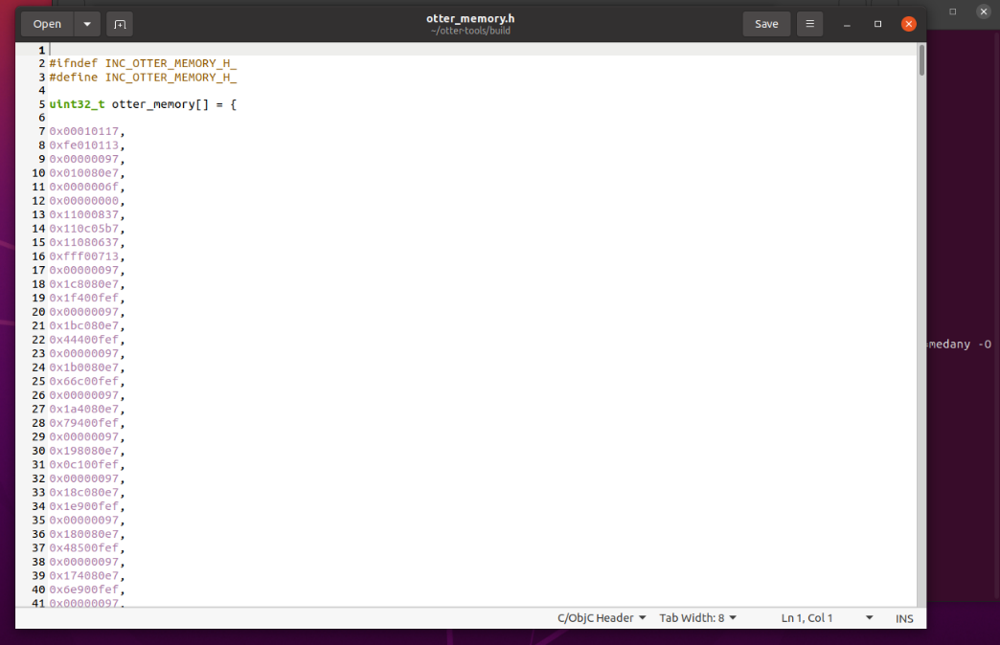 otter_memory.h
Open
~/otter-tools/build
Save
1
2 #ifndef INC_OTTER_MEMORY_H_
3 #define INC_OTTER_MEMORY_H_
4
5 uint32_t otter_memory[] = {
6
7 0x00010117,
8 0xfe010113,
9 0x00000097,
10 0x010080e7,
11 0x0000006f,
12 0x00000000,
13 0x11000837,
14 0x110c05b7,
15 0x11080637,
16 0xfff00713,
17 0x00000097,
18 0x1c8080e7,
19 0x1f400fef,
20 0x00000097,
21 0x1bc080e7,
22 0x44400fef,
23 0x00000097,
24 0x1b0080e7,
=medany -O
25 0x66c00fef,
26 0x00000097,
27 0x1a4080e7,
28 0x79400fef,
29 0x00000097,
30 0x198080e7,
31 0x0c100fef,
32 0x00000097,
33 0x18c080e7,
34 0x1e900fef,
35 0x00000097,
36 0x180080e7,
37 0x48500fef,
38 0x00000097,
39 0x174080e7,
40 0x6e900fef,
41 0x00000097,
C/ObjC Header Tab Width: 8 Ln 1, Col 1 INS